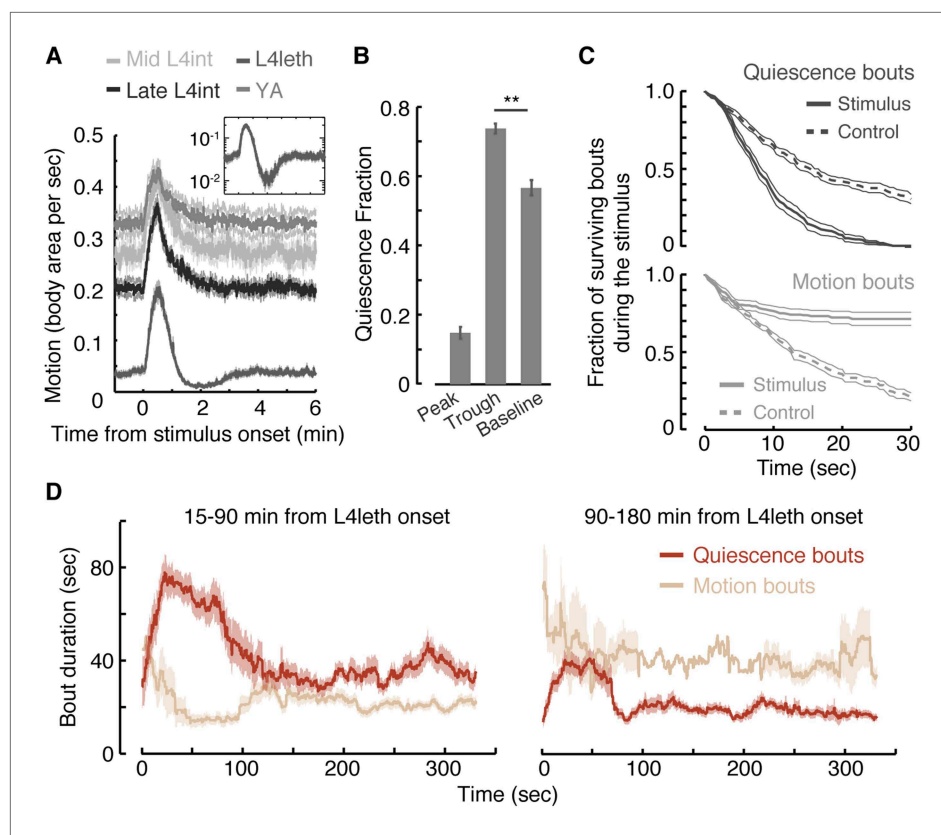 A
Mid L4int
L4leth
Late L4int
YA
Motion (body area per sec)
0.5
0.4
0.3
0.2
0.1
0
10⁻¹
10⁻²
0
2
4
6
Time from stimulus onset (min)
B
**
Quiescence Fraction
0.8
0.6
0.4
0.2
0
Peak
Trough
Baseline
C
Quiescence bouts
Stimulus
Control
Fraction of surviving bouts
during the stimulus
1.0
0.5
0
Motion bouts
Stimulus
Control
1.0
0.5
0
0
10
20
30
Time (sec)
D
15-90 min from L4leth onset
90-180 min from L4leth onset
Quiescence bouts
Motion bouts
Bout duration (sec)
80
40
0
0
100
200
300
0
100
200
300
Time (sec)